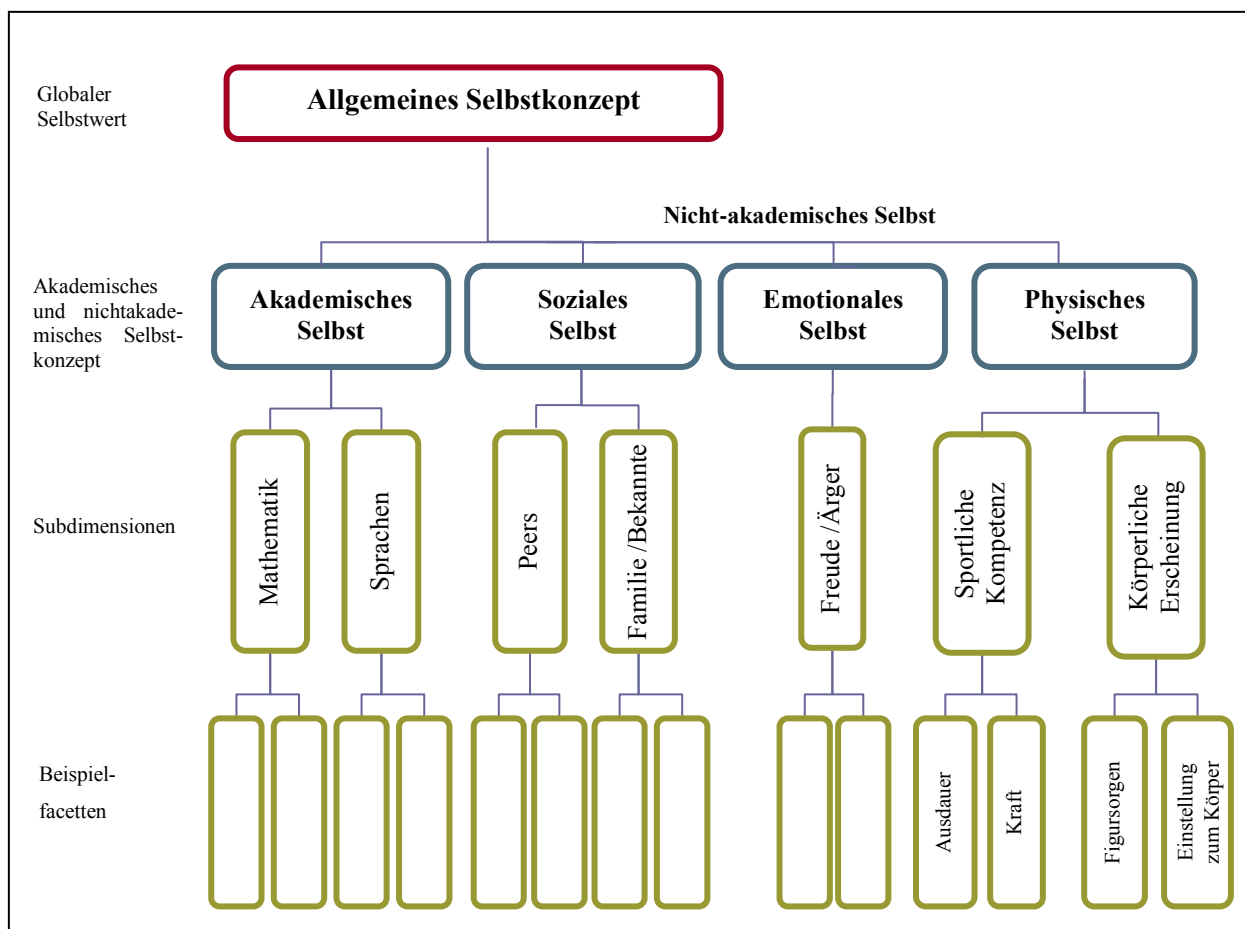 Globaler
Selbstwert
Allgemeines Selbstkonzept
Nicht-akademisches Selbst
Akademisches
und nichtakade-
misches Selbst-
konzept
Akademisches
Selbst
Soziales
Selbst
Emotionales
Selbst
Physisches
Selbst
Subdimensionen
Mathematik
Sprachen
Peers
Familie /Bekannte
Freude /Ärger
Sportliche
Kompetenz
Körperliche
Erscheinung
Beispiel-
facetten
Ausdauer
Kraft
Figursorgen
Einstellung
zum Körper